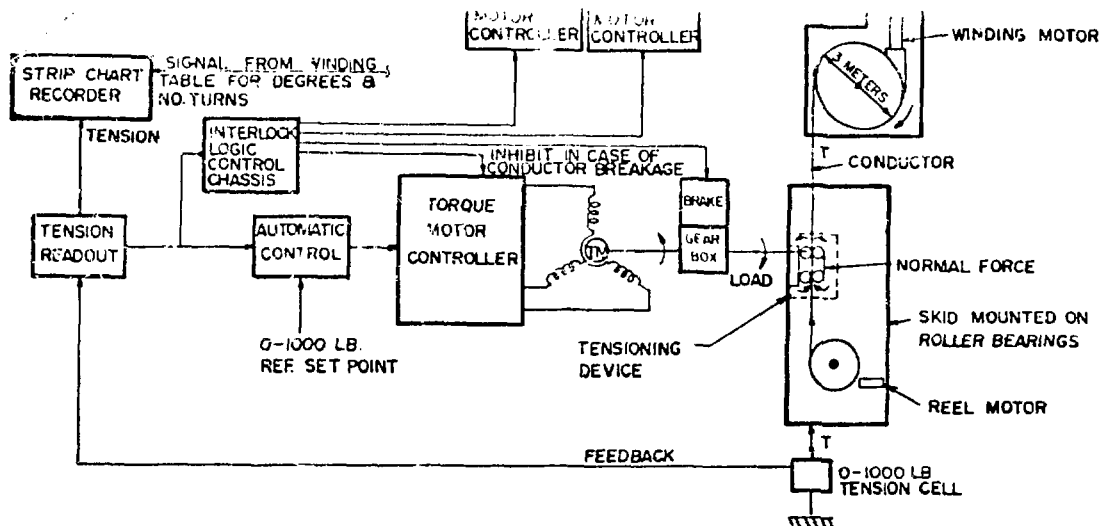 MOTOR
CONTROLLER
MOTOR
CONTROLLER
WINDING MOTOR
STRIP CHART
RECORDER
SIGNAL FROM WINDING
TABLE FOR DEGREES &
NO. TURNS
3 METERS
TENSION
INTERLOCK
LOGIC
CONTROL
CHASSIS
T
CONDUCTOR
INHIBIT IN CASE OF
CONDUCTOR BREAKAGE
TORQUE
MOTOR
CONTROLLER
BRAKE
TENSION
READOUT
AUTOMATIC
CONTROL
TM
GEAR
BOX
LOAD
NORMAL FORCE
0-1000 LB.
REF. SET POINT
TENSIONING
DEVICE
SKID MOUNTED ON
ROLLER BEARINGS
REEL MOTOR
T
FEEDBACK
0-1000 LB
TENSION CELL